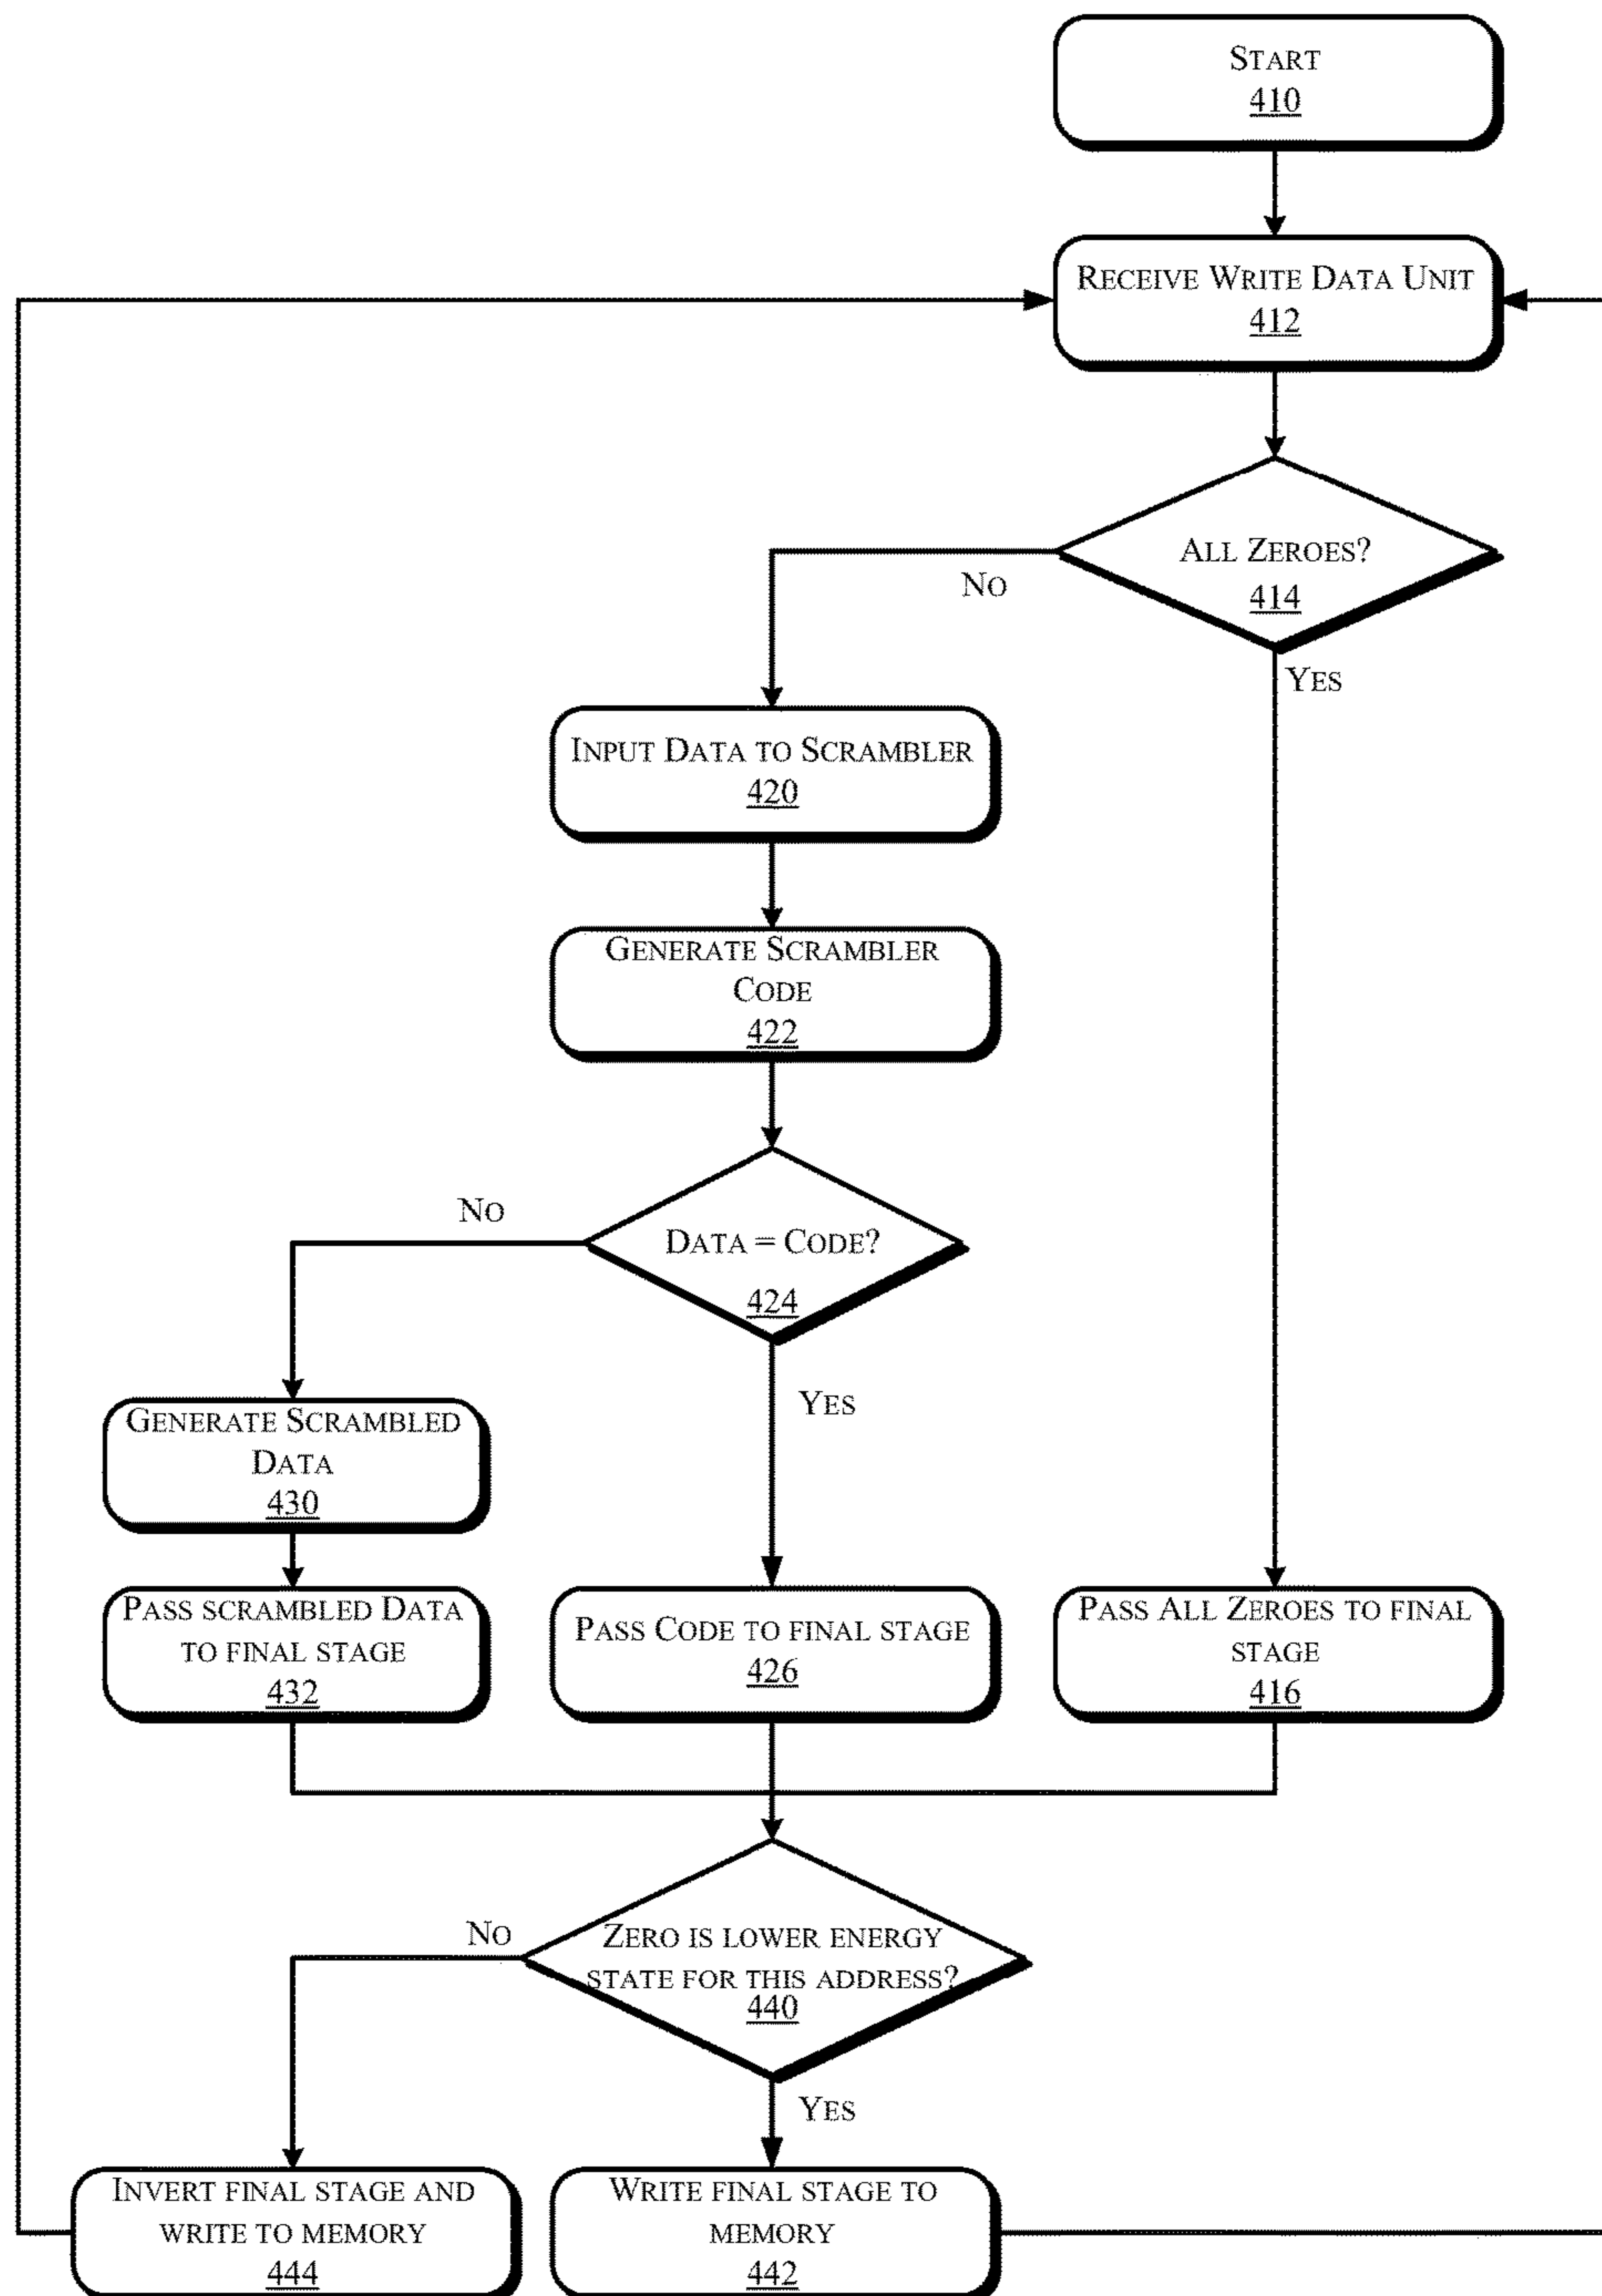 START
410
RECEIVE WRITE DATA UNIT
412
ALL ZEROES?
414
NO
YES
INPUT DATA TO SCRAMBLER
420
GENERATE SCRAMBLER
CODE
422
DATA = CODE?
424
NO
YES
GENERATE SCRAMBLED
DATA
430
PASS SCRAMBLED DATA
TO FINAL STAGE
432
PASS CODE TO FINAL STAGE
426
PASS ALL ZEROES TO FINAL
STAGE
416
ZERO IS LOWER ENERGY
STATE FOR THIS ADDRESS?
440
NO
YES
INVERT FINAL STAGE AND
WRITE TO MEMORY
444
WRITE FINAL STAGE TO
MEMORY
442